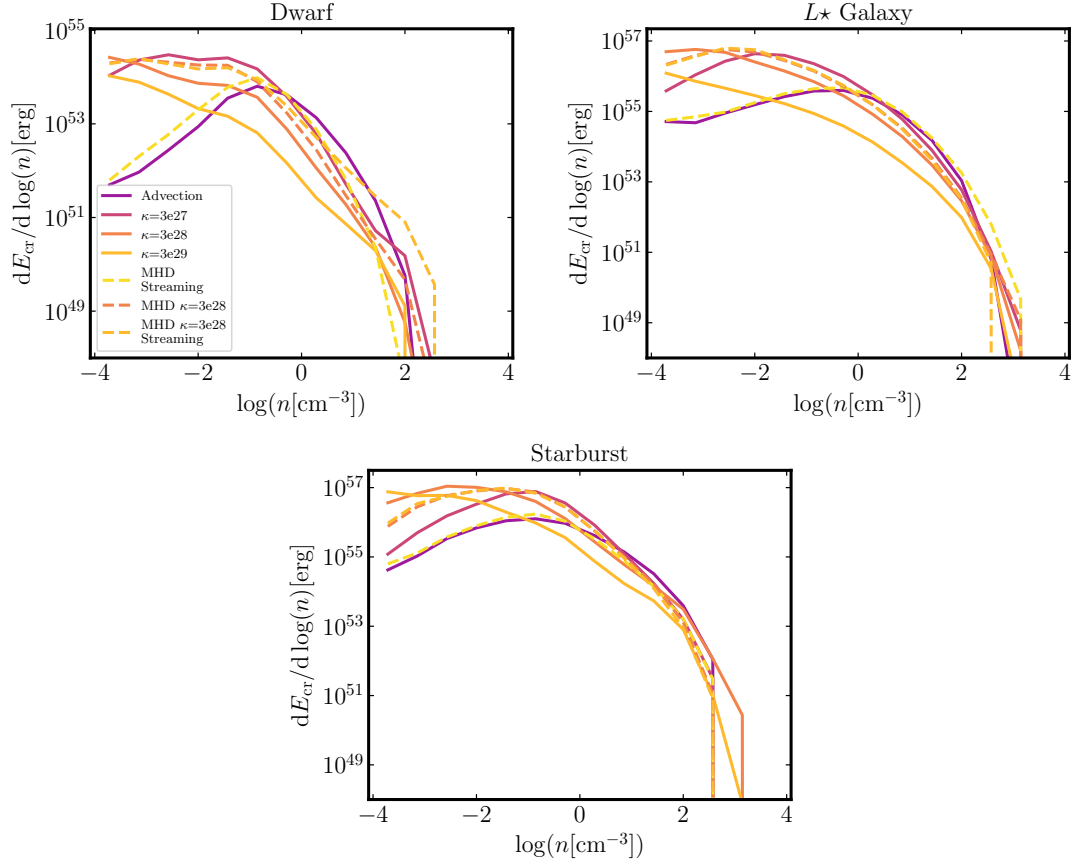 Dwarf
L⋆ Galaxy
10^55
10^53
10^51
10^49
dE_cr/d log(n)[erg]
Advection
κ=3e27
κ=3e28
κ=3e29
MHD
Streaming
MHD κ=3e28
MHD κ=3e28
Streaming
−4
−2
0
2
4
log(n[cm^−3])
10^57
10^55
10^53
10^51
10^49
dE_cr/d log(n)[erg]
−4
−2
0
2
4
log(n[cm^−3])
Starburst
10^57
10^55
10^53
10^51
10^49
dE_cr/d log(n)[erg]
−4
−2
0
2
4
log(n[cm^−3])